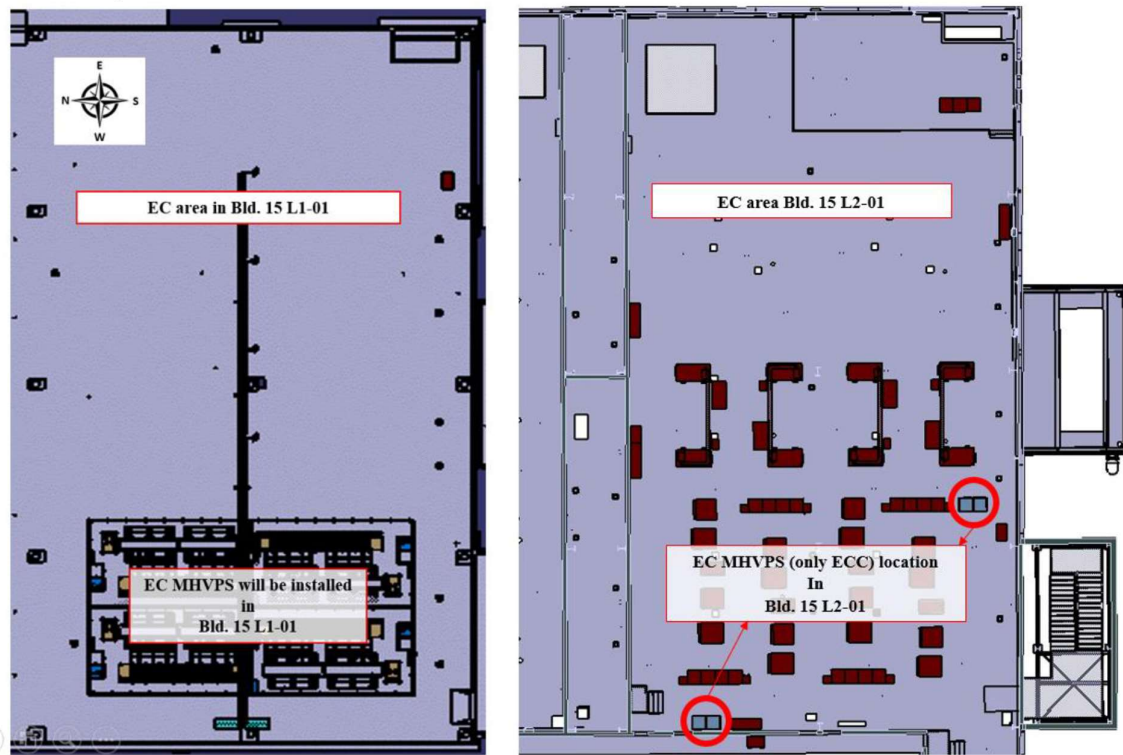 E
N
S
W
EC area in Bld. 15 L1-01
EC MHVPS will be installed
in
Bld. 15 L1-01
EC area Bld. 15 L2-01
EC MHVPS (only ECC) location
In
Bld. 15 L2-01